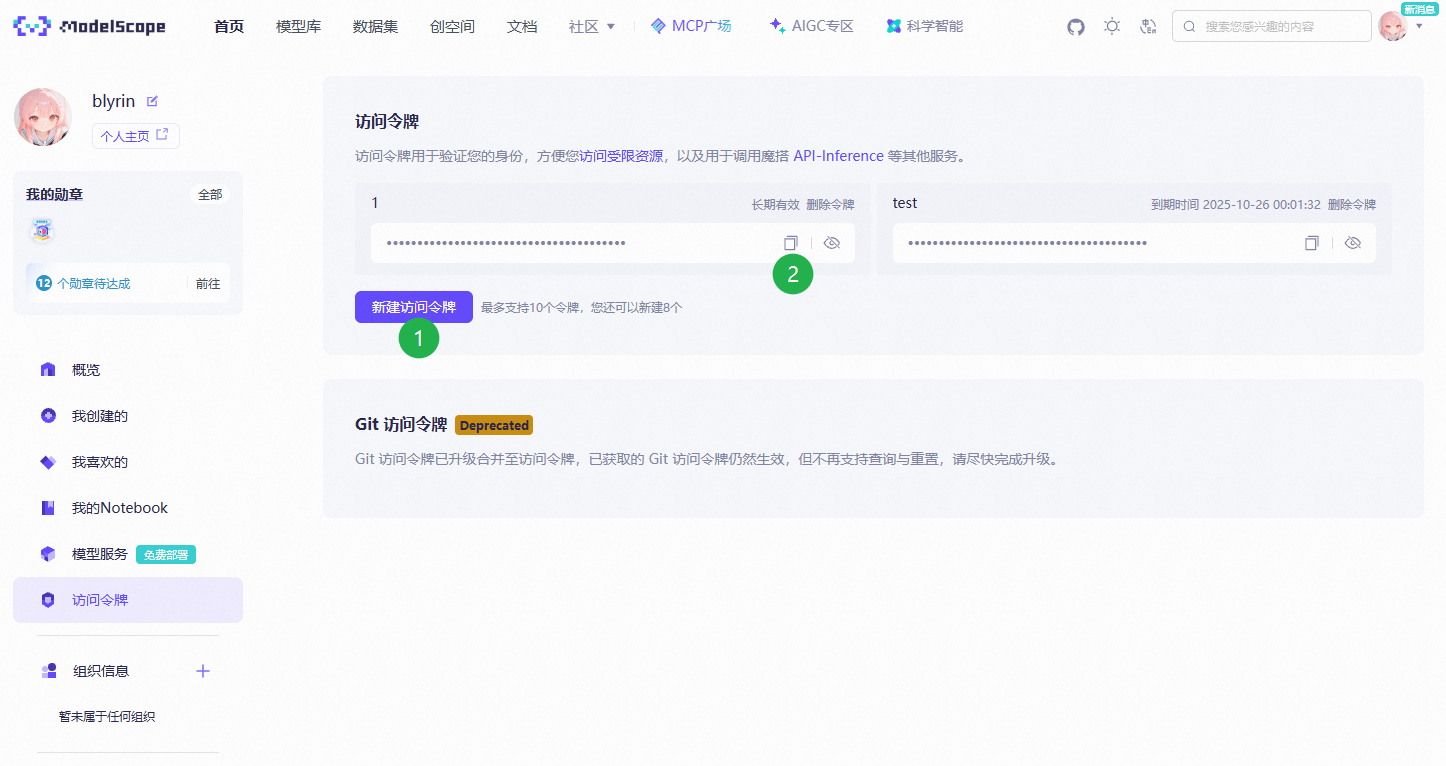 ModelScope 首页 模型库 数据集 创空间 文档 社区 MCP广场 AIGC专区 科学智能 搜索您感兴趣的内容 新消息
blyrin
个人主页
我的勋章 全部
12 个勋章待达成 前往
概览
我创建的
我喜欢的
我的Notebook
模型服务 免费部署
访问令牌
组织信息
暂未属于任何组织
访问令牌
访问令牌用于验证您的身份，方便您访问受限资源，以及用于调用魔搭 API-Inference 等其他服务。
1 长期有效 删除令牌
••••••••••••••••••••••••••••••••••••••
2
test 到期时间 2025-10-26 00:01:32 删除令牌
••••••••••••••••••••••••••••••••••••••
新建访问令牌 最多支持10个令牌，您还可以新建8个
1
Git 访问令牌 Deprecated
Git 访问令牌已升级合并至访问令牌，已获取的 Git 访问令牌仍然生效，但不再支持查询与重置，请尽快完成升级。